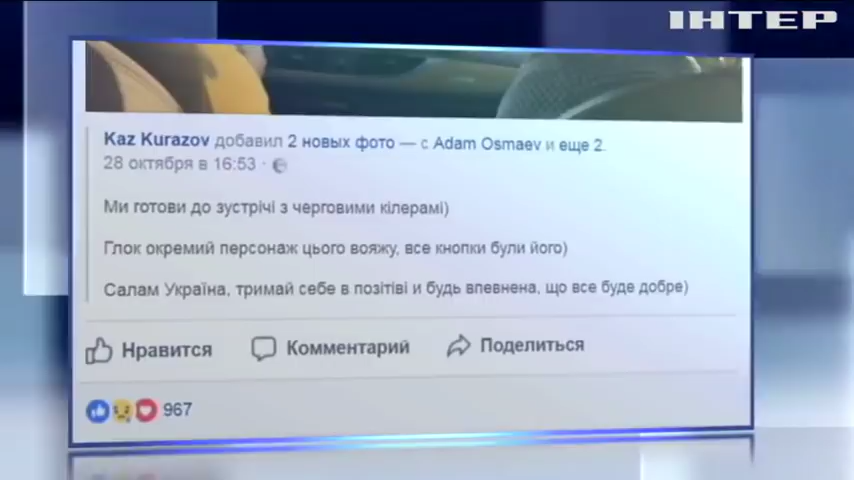 ІНТЕР
Kaz Kurazov добавил 2 новых фото — с Adam Osmaev и еще 2.
28 октября в 16:53 ·
Ми готови до зустрічі з черговими кілерамі)
Глок окремий персонаж цього вояжу, все кнопки були його)
Салам Україна, тримай себе в позітіві и будь впевнена, що все буде добре)
Нравится Комментарий Поделиться
967